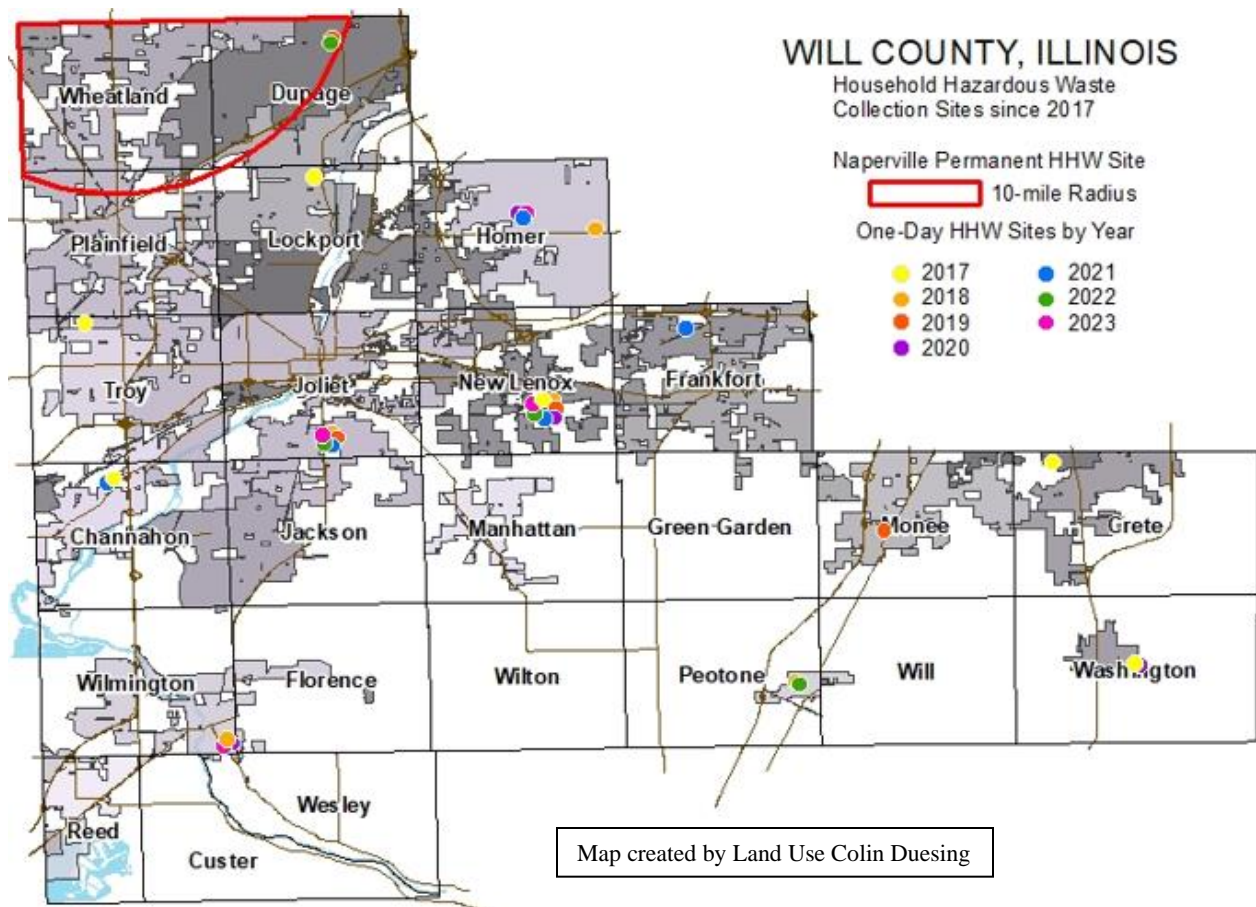 WILL COUNTY, ILLINOIS
Household Hazardous Waste
Collection Sites since 2017
Naperville Permanent HHW Site
10-mile Radius
One-Day HHW Sites by Year
2017
2018
2019
2020
2021
2022
2023
Wheatland
Dupage
Plainfield
Lockport
Homer
Troy
Joliet
New Lenox
Frankfort
Channahon
Jackson
Manhattan
Green Garden
Monee
Crete
Wilmington
Florence
Wilton
Peotone
Will
Washington
Reed
Custer
Wesley
Map created by Land Use Colin Duesing